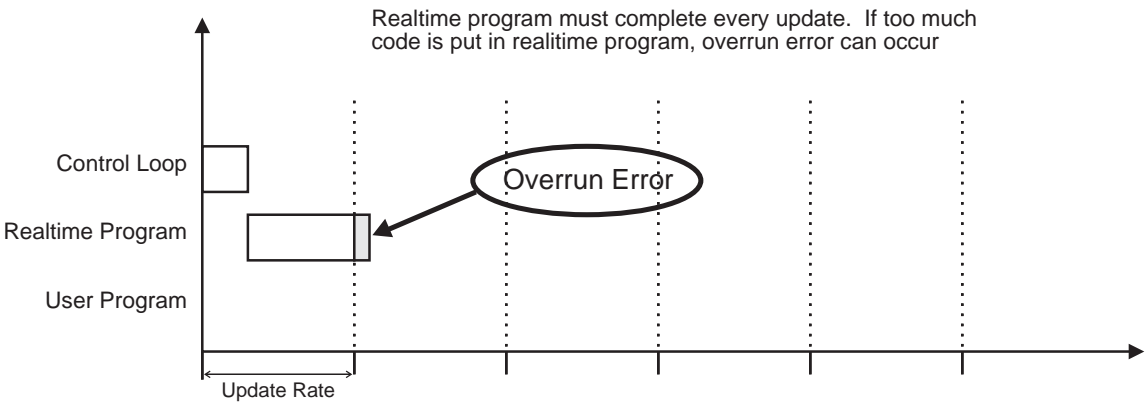 Realtime program must complete every update. If too much
code is put in realitime program, overrun error can occur
Control Loop
Overrun Error
Realtime Program
User Program
Update Rate